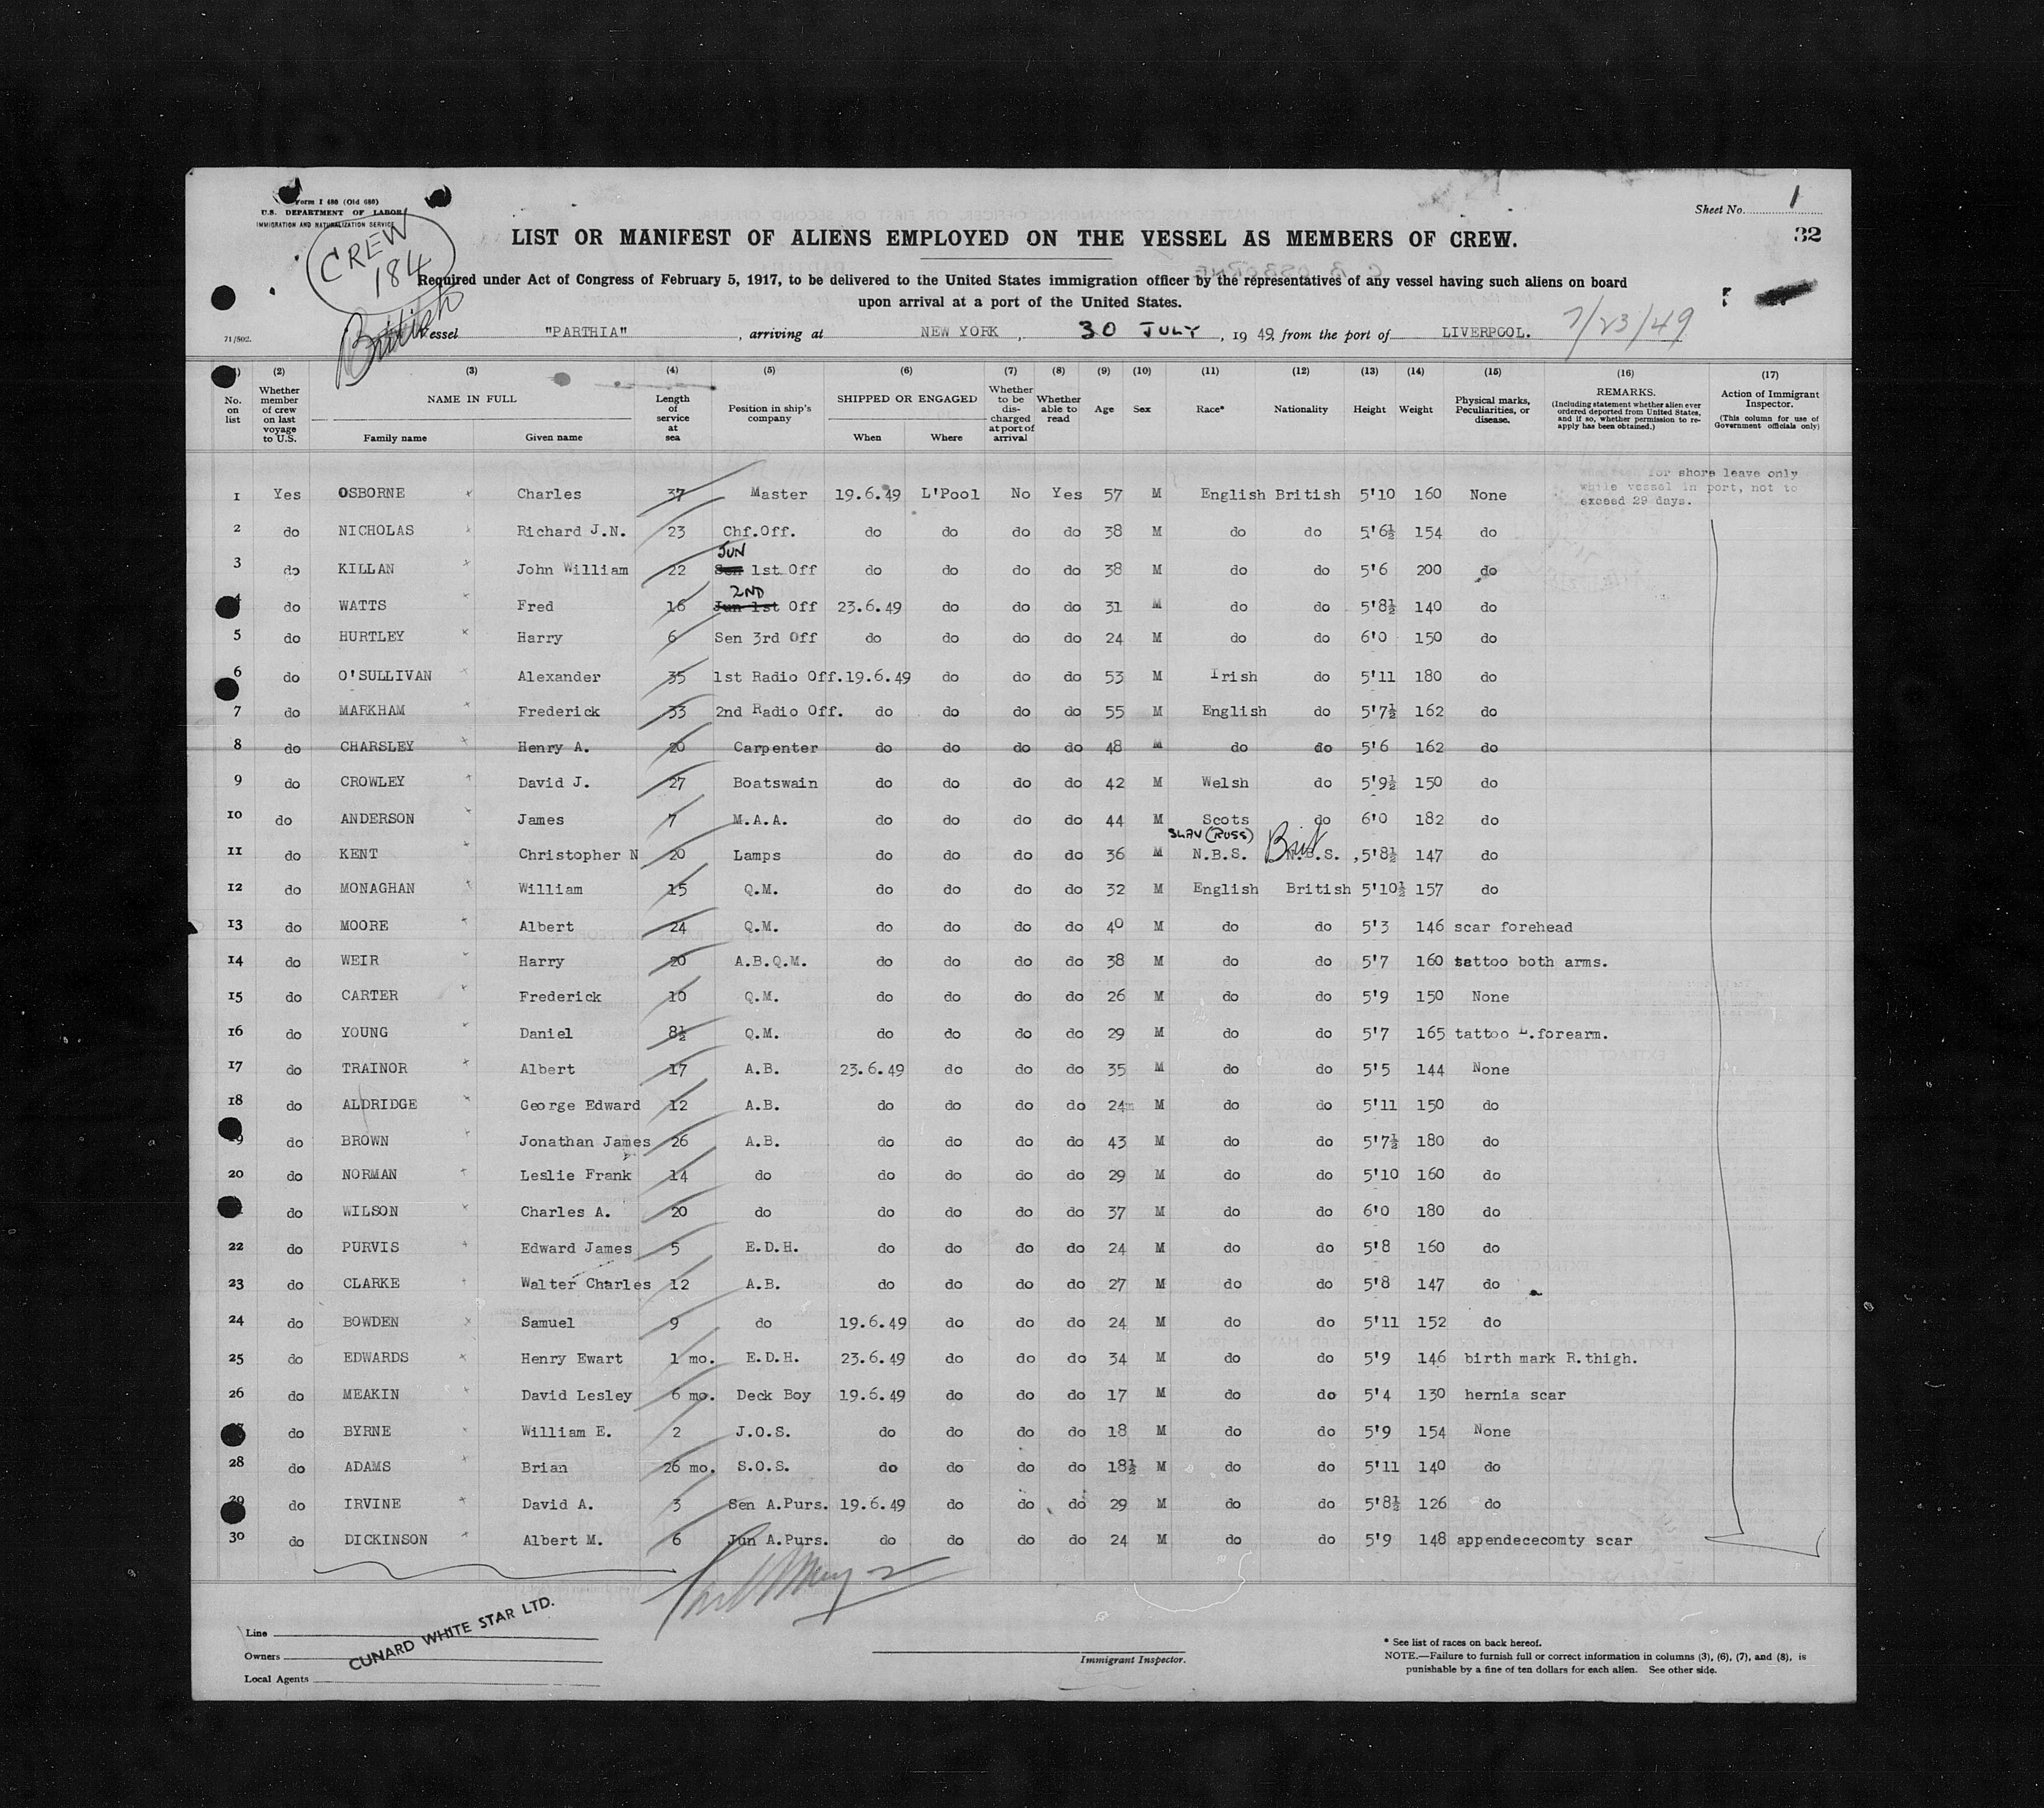 Form I 486 (Old 686)
U.S. DEPARTMENT OF LABOR
IMMIGRATION AND NATURALIZATION SERVICE
CREW
184
British
Sheet No. 1
32
LIST OR MANIFEST OF ALIENS EMPLOYED ON THE VESSEL AS MEMBERS OF CREW.
Required under Act of Congress of February 5, 1917, to be delivered to the United States immigration officer by the representatives of any vessel having such aliens on board
upon arrival at a port of the United States.
71/802.
Vessel "PARTHIA", arriving at NEW YORK, 30 JULY, 1949, from the port of LIVERPOOL. 7/23/49
(1) (2) (3) (4) (5) (6) (7) (8) (9) (10) (11) (12) (13) (14) (15) (16) (17)
No. on list Whether member of crew on last voyage to U.S. NAME IN FULL Family name Given name Length of service at sea Position in ship's company SHIPPED OR ENGAGED When Where Whether to be discharged at port of arrival Whether able to read Age Sex Race* Nationality Height Weight Physical marks, Peculiarities, or disease. REMARKS. (Including statement whether alien ever ordered deported from United States, and if so, whether permission to re-apply has been obtained.) Action of Immigrant Inspector. (This column for use of Government officials only)
for shore leave only
while vessel in port, not to
exceed 29 days.
1 Yes OSBORNE Charles 37 Master 19.6.49 L'Pool No Yes 57 M English British 5'10 160 None
2 do NICHOLAS Richard J.N. 23 Chf.Off. do do do do 38 M do do 5'6½ 154 do
JUN
3 do KILLAN John William 22 Sen 1st Off do do do do 38 M do do 5'6 200 do
2ND
4 do WATTS Fred 16 Jun 1st Off 23.6.49 do do do 31 M do do 5'8½ 140 do
5 do HURTLEY Harry 6 Sen 3rd Off do do do do 24 M do do 6'0 150 do
6 do O'SULLIVAN Alexander 35 1st Radio Off. 19.6.49 do do do 53 M Irish do 5'11 180 do
7 do MARKHAM Frederick 33 2nd Radio Off. do do do do 55 M English do 5'7½ 162 do
8 do CHARSLEY Henry A. 20 Carpenter do do do do 48 M do do 5'6 162 do
9 do CROWLEY David J. 27 Boatswain do do do do 42 M Welsh do 5'9½ 150 do
10 do ANDERSON James 7 M.A.A. do do do do 44 M Scots do 6'0 182 do
SLAV (RUSS) Brit
11 do KENT Christopher N 20 Lamps do do do do 36 M N.B.S. N.B.S. 5'8½ 147 do
12 do MONAGHAN William 15 Q.M. do do do do 32 M English British 5'10½ 157 do
13 do MOORE Albert 24 Q.M. do do do do 40 M do do 5'3 146 scar forehead
14 do WEIR Harry 20 A.B.Q.M. do do do do 38 M do do 5'7 160 tattoo both arms.
15 do CARTER Frederick 10 Q.M. do do do do 26 M do do 5'9 150 None
16 do YOUNG Daniel 8½ Q.M. do do do do 29 M do do 5'7 165 tattoo L.forearm.
17 do TRAINOR Albert 17 A.B. 23.6.49 do do do 35 M do do 5'5 144 None
18 do ALDRIDGE George Edward 12 A.B. do do do do 24 M do do 5'11 150 do
9 do BROWN Jonathan James 26 A.B. do do do do 43 M do do 5'7½ 180 do
20 do NORMAN Leslie Frank 14 do do do do do 29 M do do 5'10 160 do
do WILSON Charles A. 20 do do do do do 37 M do do 6'0 180 do
22 do PURVIS Edward James 5 E.D.H. do do do do 24 M do do 5'8 160 do
23 do CLARKE Walter Charles 12 A.B. do do do do 27 M do do 5'8 147 do
24 do BOWDEN Samuel 9 do 19.6.49 do do do 24 M do do 5'11 152 do
25 do EDWARDS Henry Ewart 1 mo. E.D.H. 23.6.49 do do do 34 M do do 5'9 146 birth mark R.thigh.
26 do MEAKIN David Lesley 6 mo. Deck Boy 19.6.49 do do do 17 M do do 5'4 130 hernia scar
do BYRNE William E. 2 J.O.S. do do do do 18 M do do 5'9 154 None
28 do ADAMS Brian 26 mo. S.O.S. do do do do 18½ M do do 5'11 140 do
29 do IRVINE David A. 3 Sen A.Purs. 19.6.49 do do do 29 M do do 5'8½ 126 do
30 do DICKINSON Albert M. 6 Jun A.Purs. do do do do 24 M do do 5'9 148 appendececomty scar
Line
Owners
Local Agents
CUNARD WHITE STAR LTD.
Immigrant Inspector.
* See list of races on back hereof.
NOTE.—Failure to furnish full or correct information in columns (3), (6), (7), and (8), is
punishable by a fine of ten dollars for each alien. See other side.